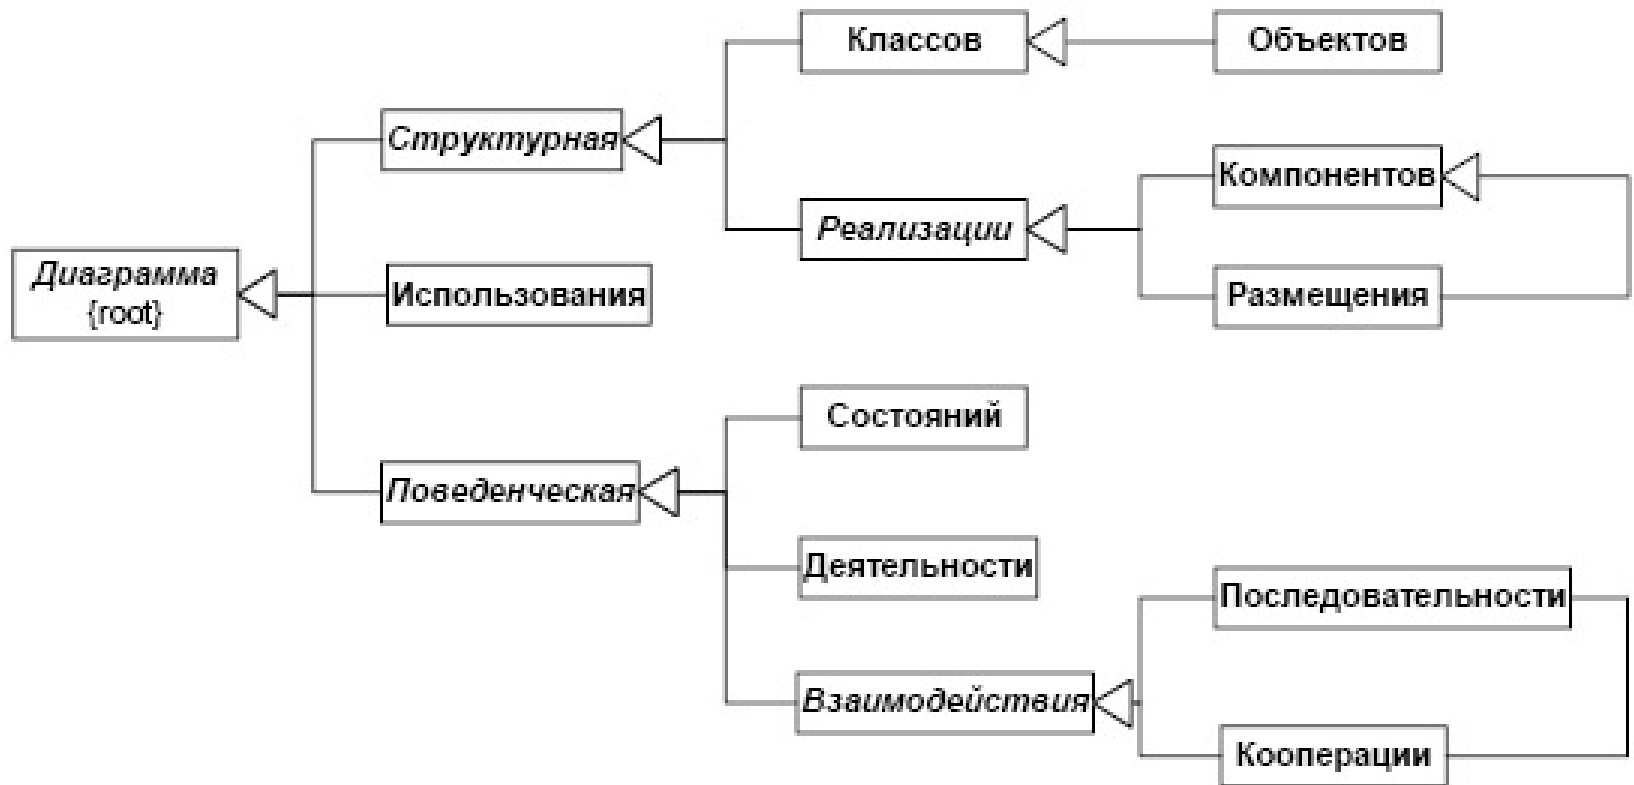 Классов
Объектов
Структурная
Компонентов
Реализации
Диаграмма
{root}
Использования
Размещения
Состояний
Поведенческая
Деятельности
Последовательности
Взаимодействия
Кооперации